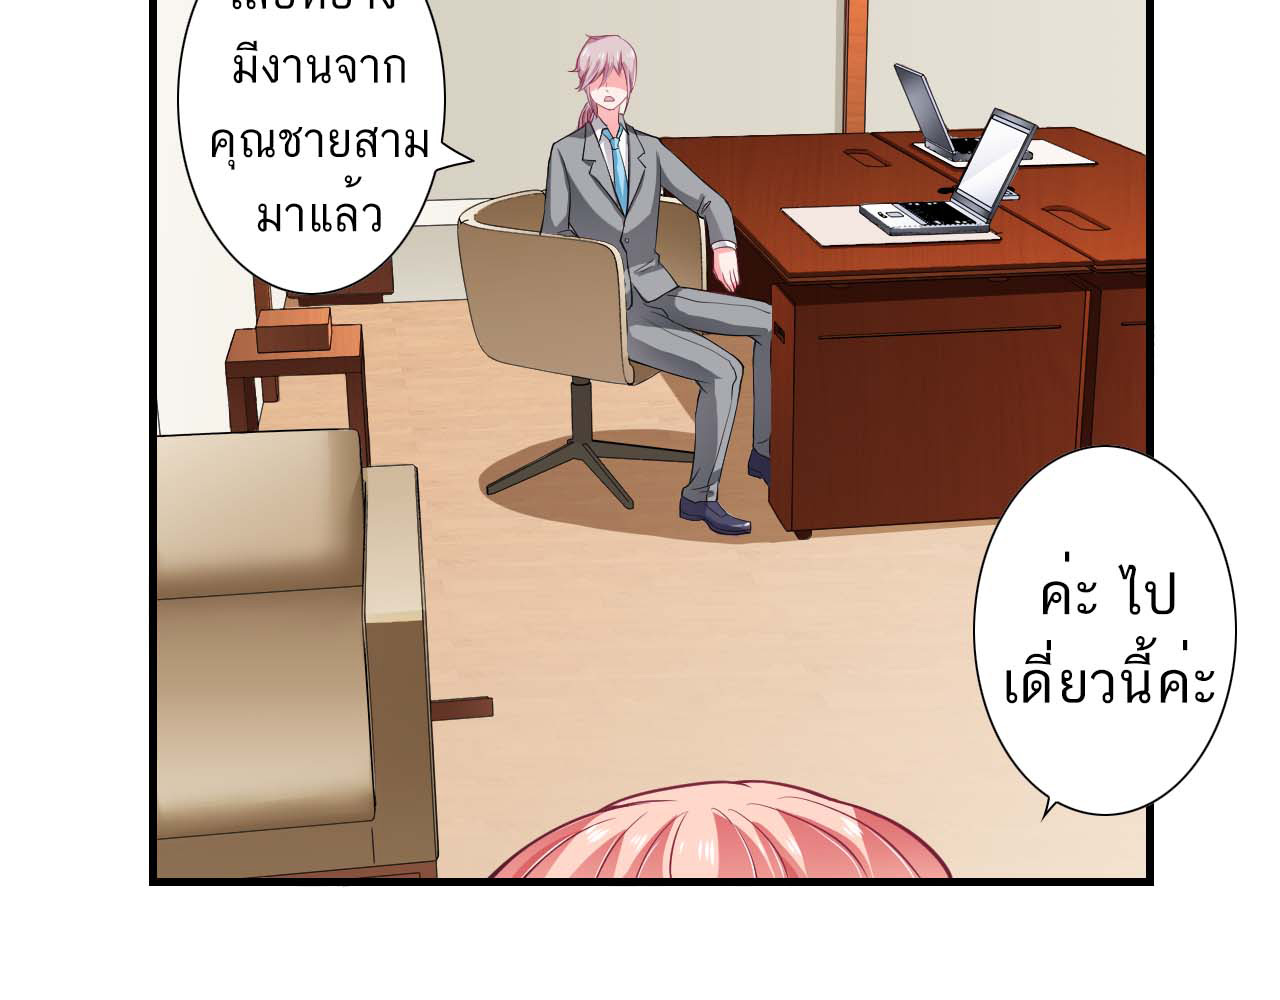 มีงานจาก
คุณชายสาม
มาแล้ว
ค่ะ ไป
เดี่ยวนี้ค่ะ